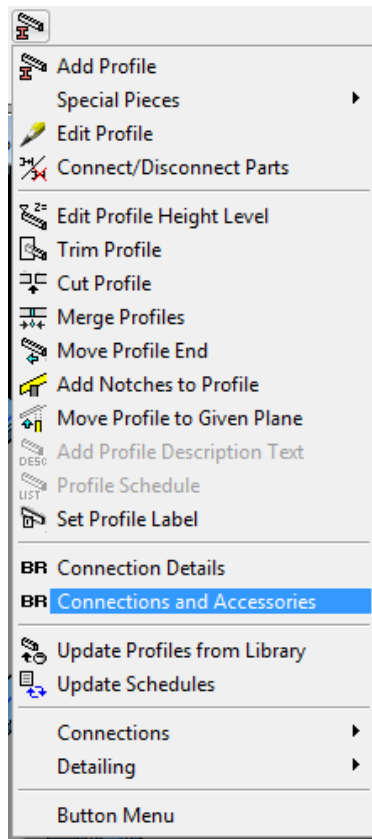 Add Profile
Special Pieces
Edit Profile
Connect/Disconnect Parts
Z=
Edit Profile Height Level
Trim Profile
Cut Profile
Merge Profiles
Move Profile End
Add Notches to Profile
Move Profile to Given Plane
DESC Add Profile Description Text
LIST Profile Schedule
Set Profile Label
BR Connection Details
BR Connections and Accessories
Update Profiles from Library
Update Schedules
Connections
Detailing
Button Menu